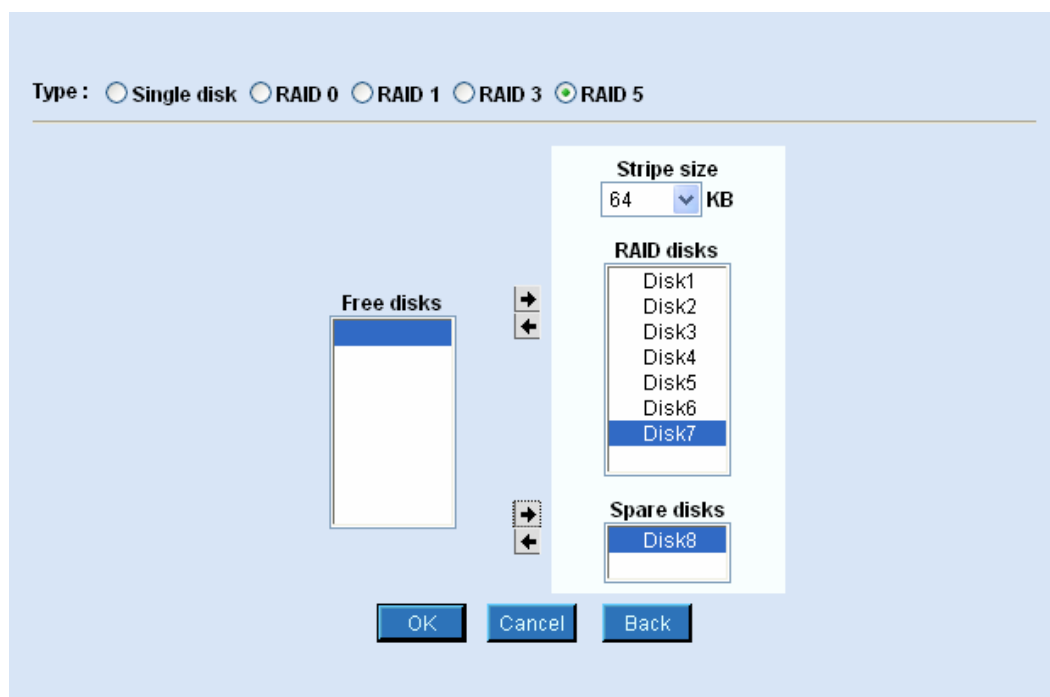 Type : Single disk RAID 0 RAID 1 RAID 3 RAID 5
Stripe size
64 KB
RAID disks
Disk1
Disk2
Disk3
Disk4
Disk5
Disk6
Disk7
Free disks
Spare disks
Disk8
OK Cancel Back